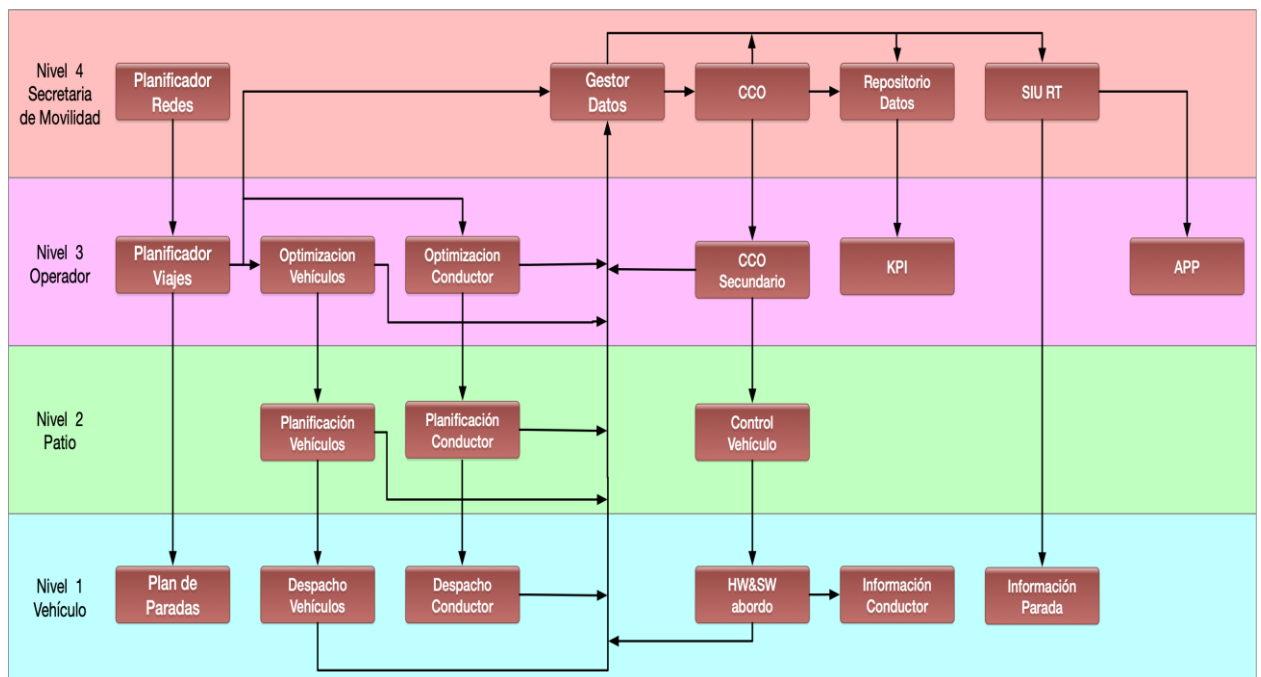 Nivel 4
Secretaria
de Movilidad
Planificador
Redes
Gestor
Datos
CCO
Repositorio
Datos
SIU RT
Nivel 3
Operador
Planificador
Viajes
Optimizacion
Vehículos
Optimizacion
Conductor
CCO
Secundario
KPI
APP
Nivel 2
Patio
Planificación
Vehículos
Planificación
Conductor
Control
Vehículo
Nivel 1
Vehículo
Plan de
Paradas
Despacho
Vehículos
Despacho
Conductor
HW&SW
abordo
Información
Conductor
Información
Parada